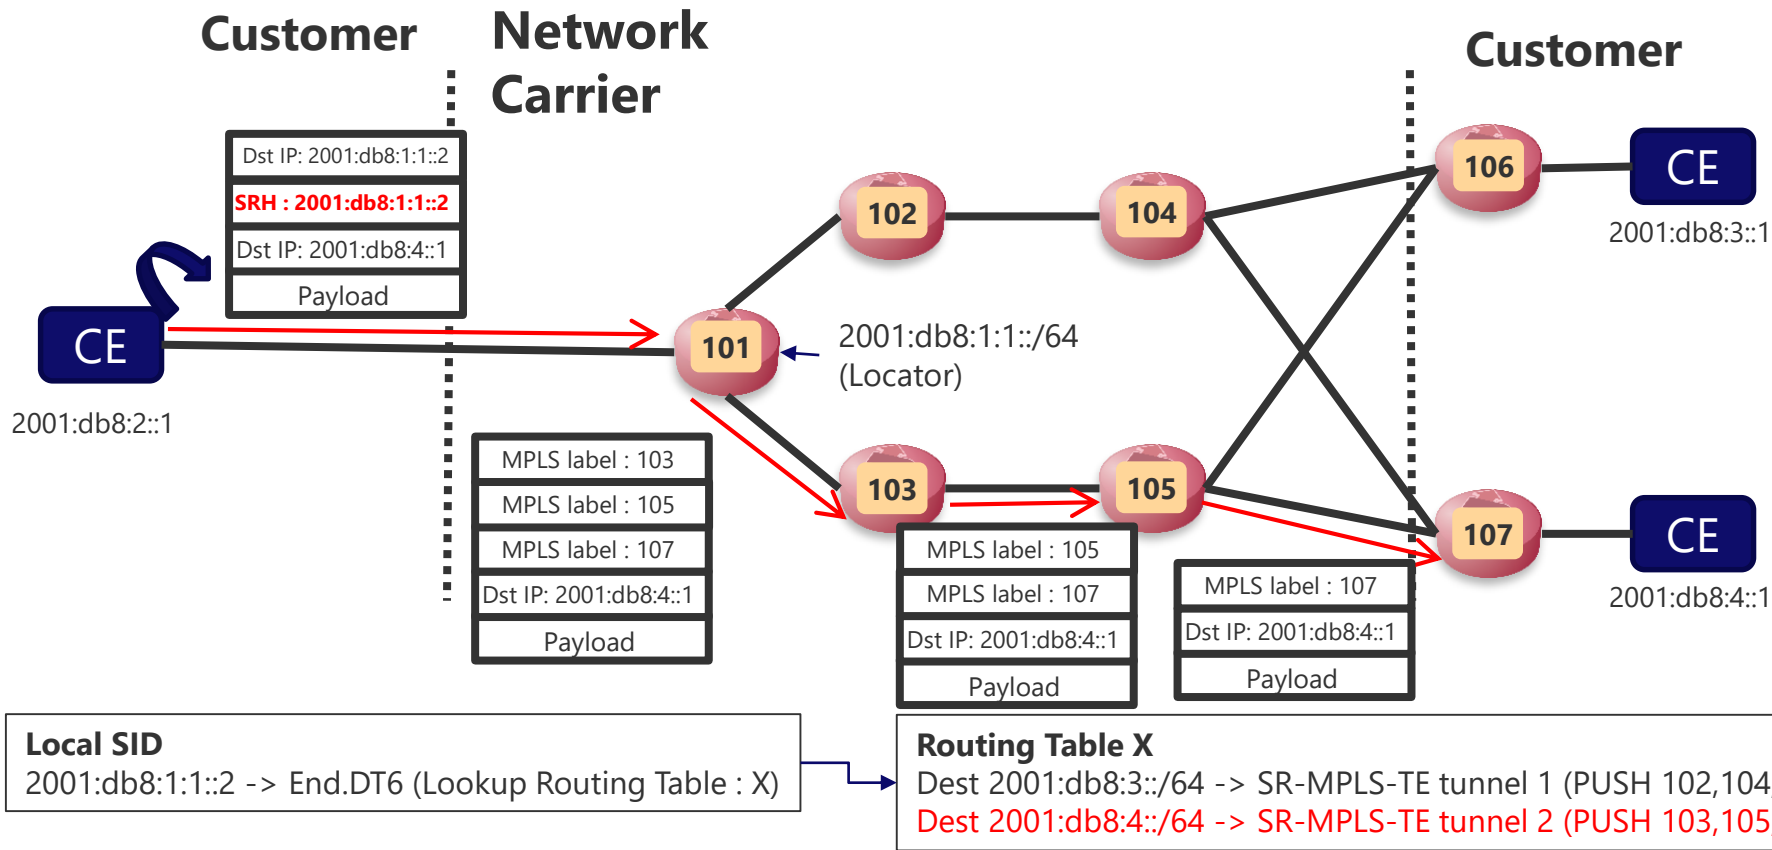 Customer
Network
Carrier
Customer
Dst IP: 2001:db8:1:1::2
SRH : 2001:db8:1:1::2
Dst IP: 2001:db8:4::1
Payload
CE
2001:db8:2::1
101
102
103
104
105
106
107
CE
2001:db8:3::1
CE
2001:db8:4::1
2001:db8:1:1::/64
(Locator)
MPLS label : 103
MPLS label : 105
MPLS label : 107
Dst IP: 2001:db8:4::1
Payload
MPLS label : 105
MPLS label : 107
Dst IP: 2001:db8:4::1
Payload
MPLS label : 107
Dst IP: 2001:db8:4::1
Payload
Local SID
2001:db8:1:1::2 -> End.DT6 (Lookup Routing Table : X)
Routing Table X
Dest 2001:db8:3::/64 -> SR-MPLS-TE tunnel 1 (PUSH 102,104,
Dest 2001:db8:4::/64 -> SR-MPLS-TE tunnel 2 (PUSH 103,105,